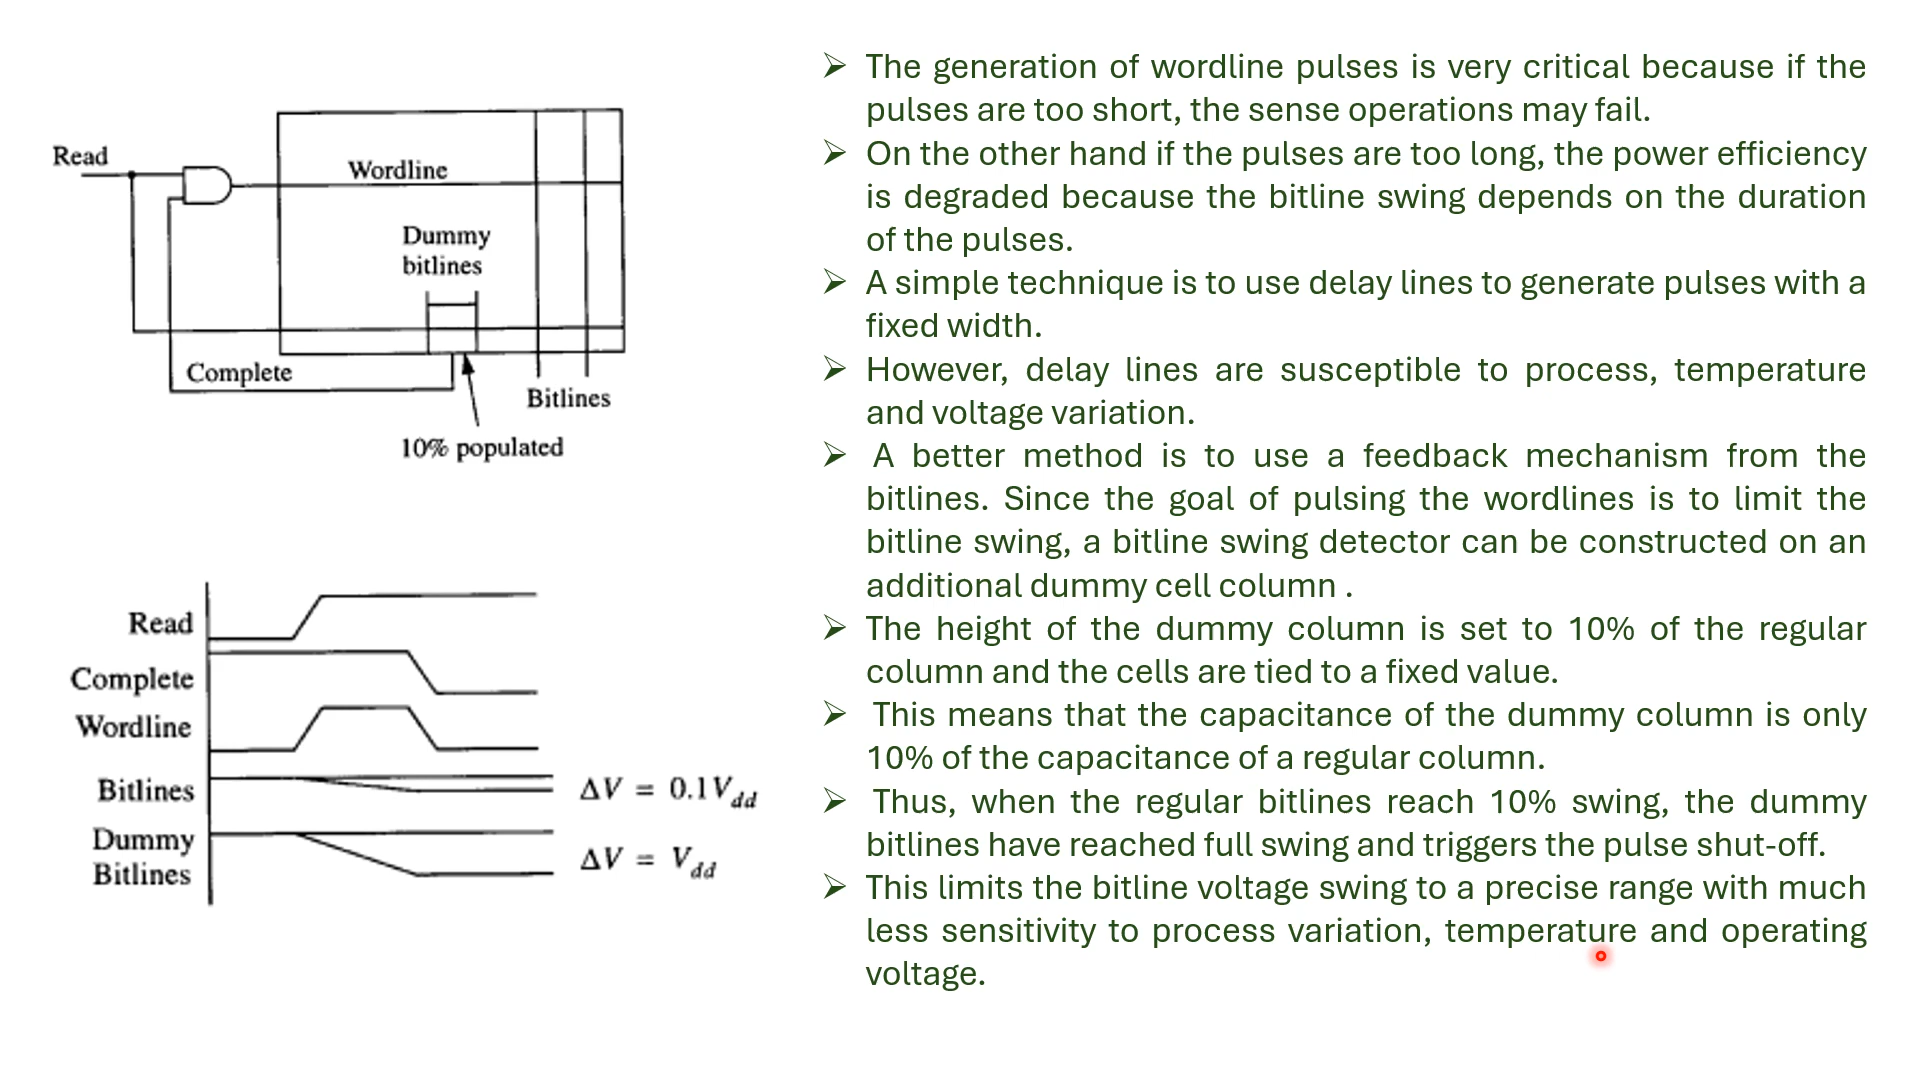 Read
Wordline
Dummy
bitlines
Complete
Bitlines
10% populated
Read
Complete
Wordline
Bitlines
ΔV = 0.1V_dd
Dummy
Bitlines
ΔV = V_dd
➢ The generation of wordline pulses is very critical because if the
pulses are too short, the sense operations may fail.
➢ On the other hand if the pulses are too long, the power efficiency
is degraded because the bitline swing depends on the duration
of the pulses.
➢ A simple technique is to use delay lines to generate pulses with a
fixed width.
➢ However, delay lines are susceptible to process, temperature
and voltage variation.
➢ A better method is to use a feedback mechanism from the
bitlines. Since the goal of pulsing the wordlines is to limit the
bitline swing, a bitline swing detector can be constructed on an
additional dummy cell column .
➢ The height of the dummy column is set to 10% of the regular
column and the cells are tied to a fixed value.
➢ This means that the capacitance of the dummy column is only
10% of the capacitance of a regular column.
➢ Thus, when the regular bitlines reach 10% swing, the dummy
bitlines have reached full swing and triggers the pulse shut-off.
➢ This limits the bitline voltage swing to a precise range with much
less sensitivity to process variation, temperature and operating
voltage.